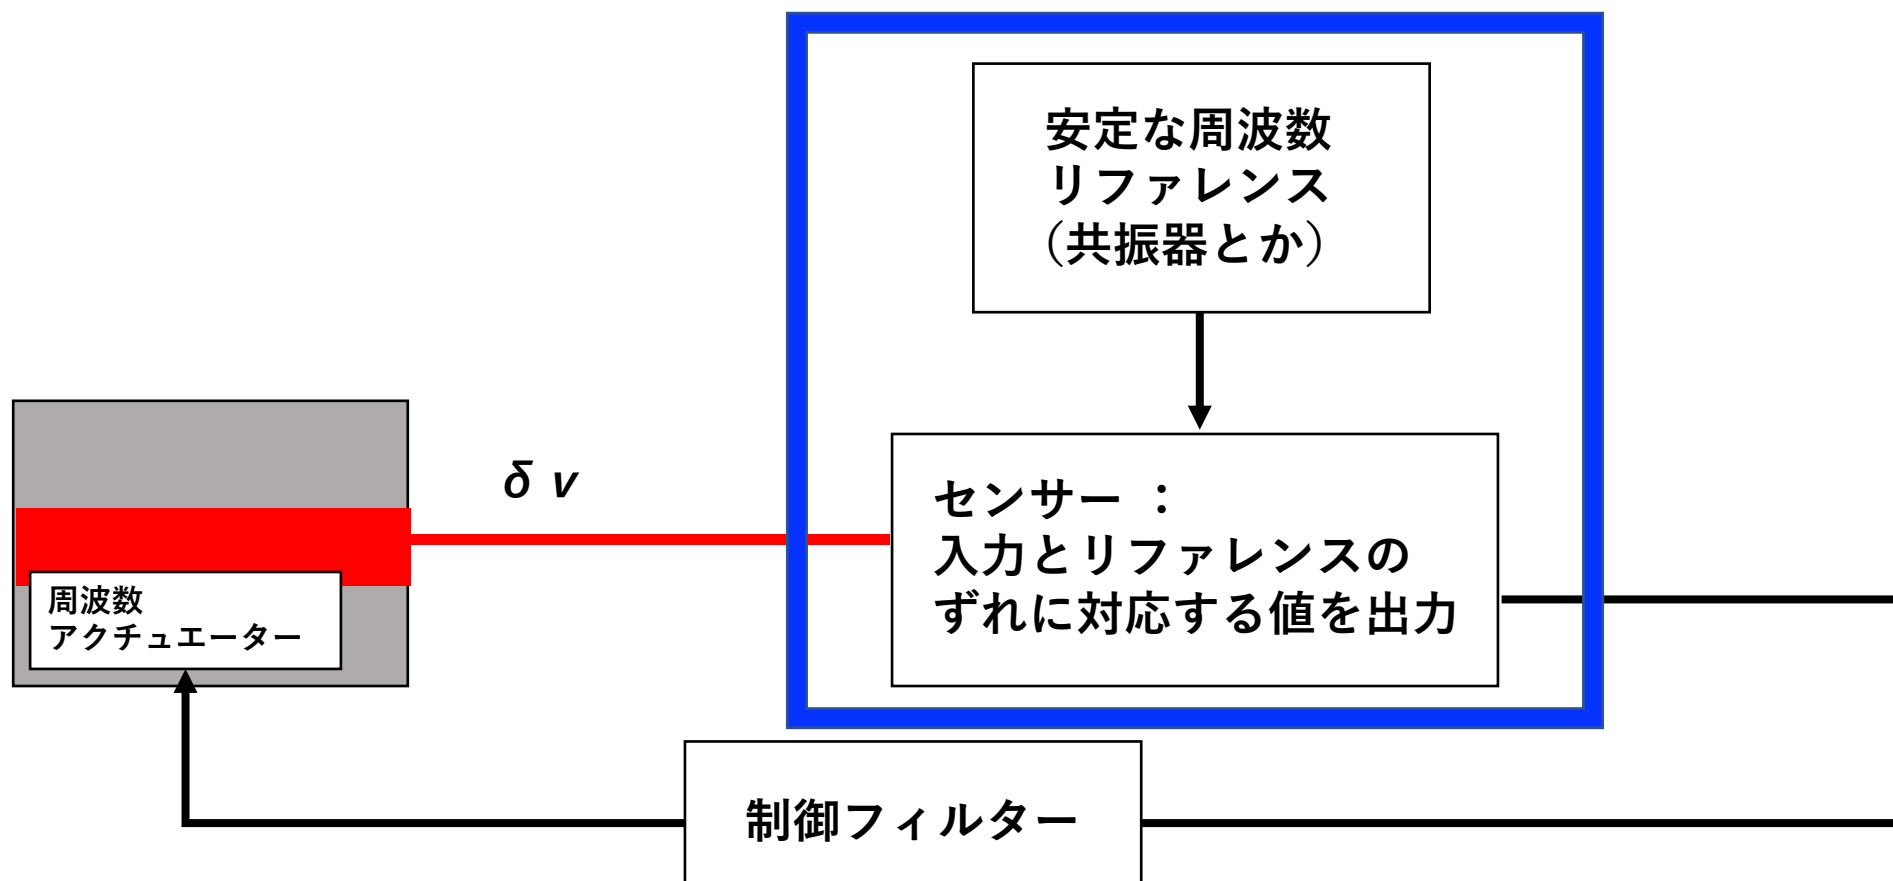 安定な周波数
リファレンス
（共振器とか）
δ v
センサー ：
入力とリファレンスの
ずれに対応する値を出力
周波数
アクチュエーター
制御フィルター